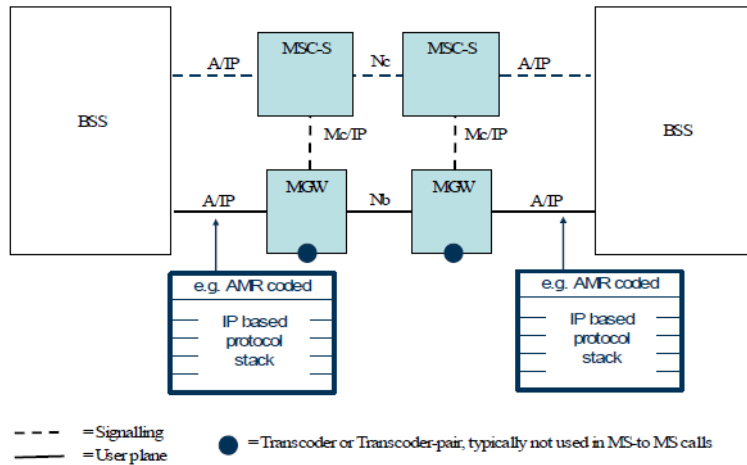 MSC-S
MSC-S
A/IP
Nc
A/IP
BSS
BSS
Mc/IP
Mc/IP
MGW
MGW
A/IP
Nb
A/IP
e.g. AMR coded
IP based
protocol
stack
e.g. AMR coded
IP based
protocol
stack
= Signalling
= User plane
= Transcoder or Transcoder-pair, typically not used in MS-to MS calls